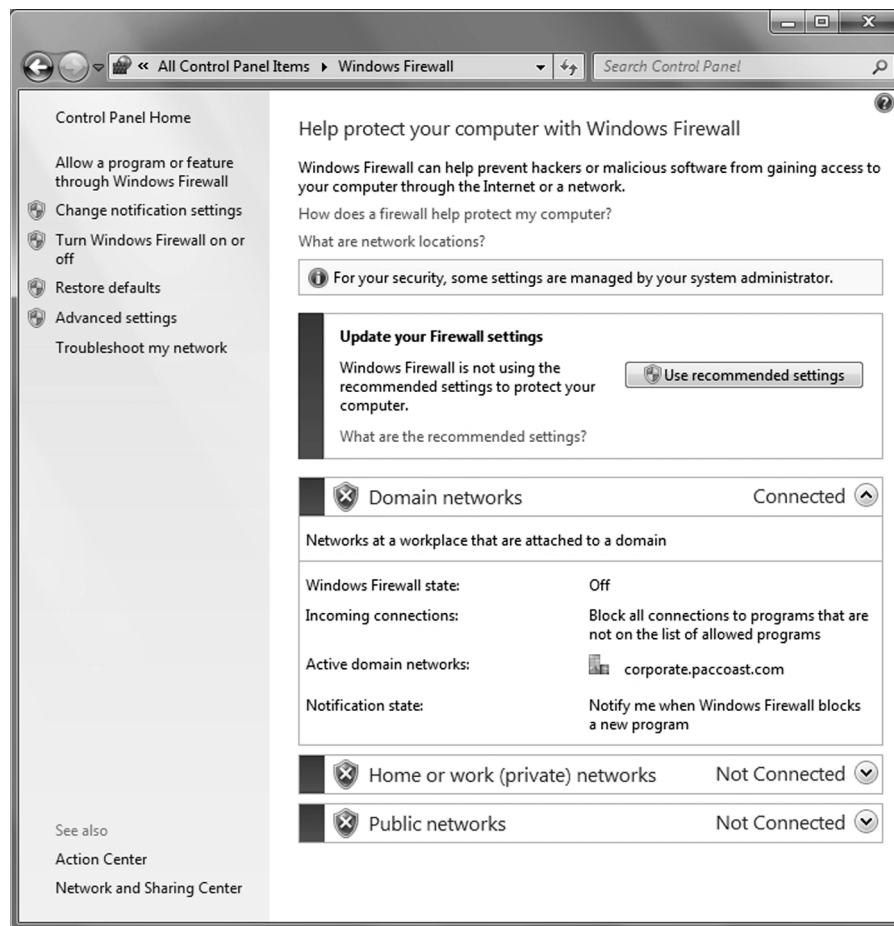 « All Control Panel Items ▸ Windows Firewall
Search Control Panel
Control Panel Home
Allow a program or feature
through Windows Firewall
Change notification settings
Turn Windows Firewall on or
off
Restore defaults
Advanced settings
Troubleshoot my network
See also
Action Center
Network and Sharing Center
Help protect your computer with Windows Firewall
Windows Firewall can help prevent hackers or malicious software from gaining access to
your computer through the Internet or a network.
How does a firewall help protect my computer?
What are network locations?
For your security, some settings are managed by your system administrator.
Update your Firewall settings
Windows Firewall is not using the
recommended settings to protect your
computer.
Use recommended settings
What are the recommended settings?
Domain networks Connected
Networks at a workplace that are attached to a domain
Windows Firewall state: Off
Incoming connections: Block all connections to programs that are
not on the list of allowed programs
Active domain networks: corporate.paccoast.com
Notification state: Notify me when Windows Firewall blocks
a new program
Home or work (private) networks Not Connected
Public networks Not Connected